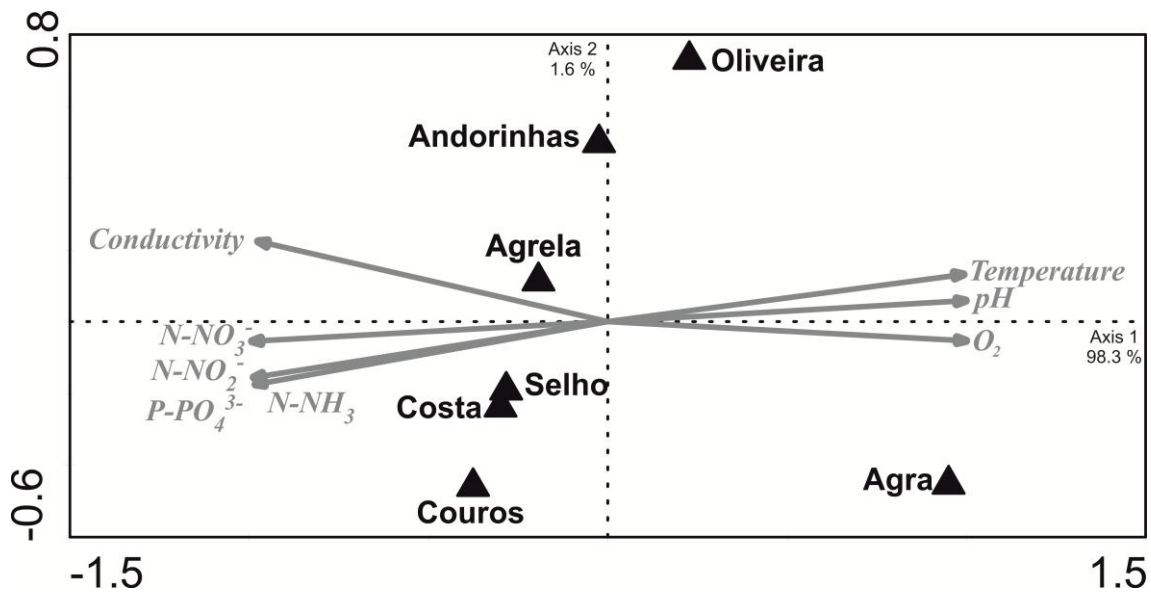 0.8
Axis 2
1.6 %
Oliveira
Andorinhas
Conductivity
Agrela
Temperature
pH
N-NO₃⁻
O₂
Axis 1
98.3 %
N-NO₂⁻
Selho
P-PO₄³⁻
N-NH₃
Costa
Agra
Couros
-0.6
-1.5
1.5